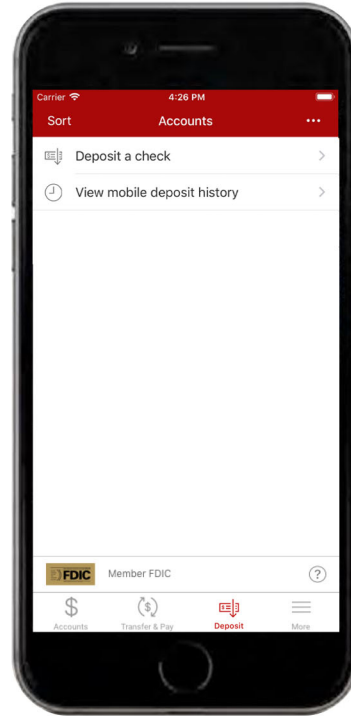 Carrier 4:26 PM
Sort Accounts ...
Deposit a check
View mobile deposit history
FDIC Member FDIC ?
$ $
Accounts Transfer & Pay Deposit More